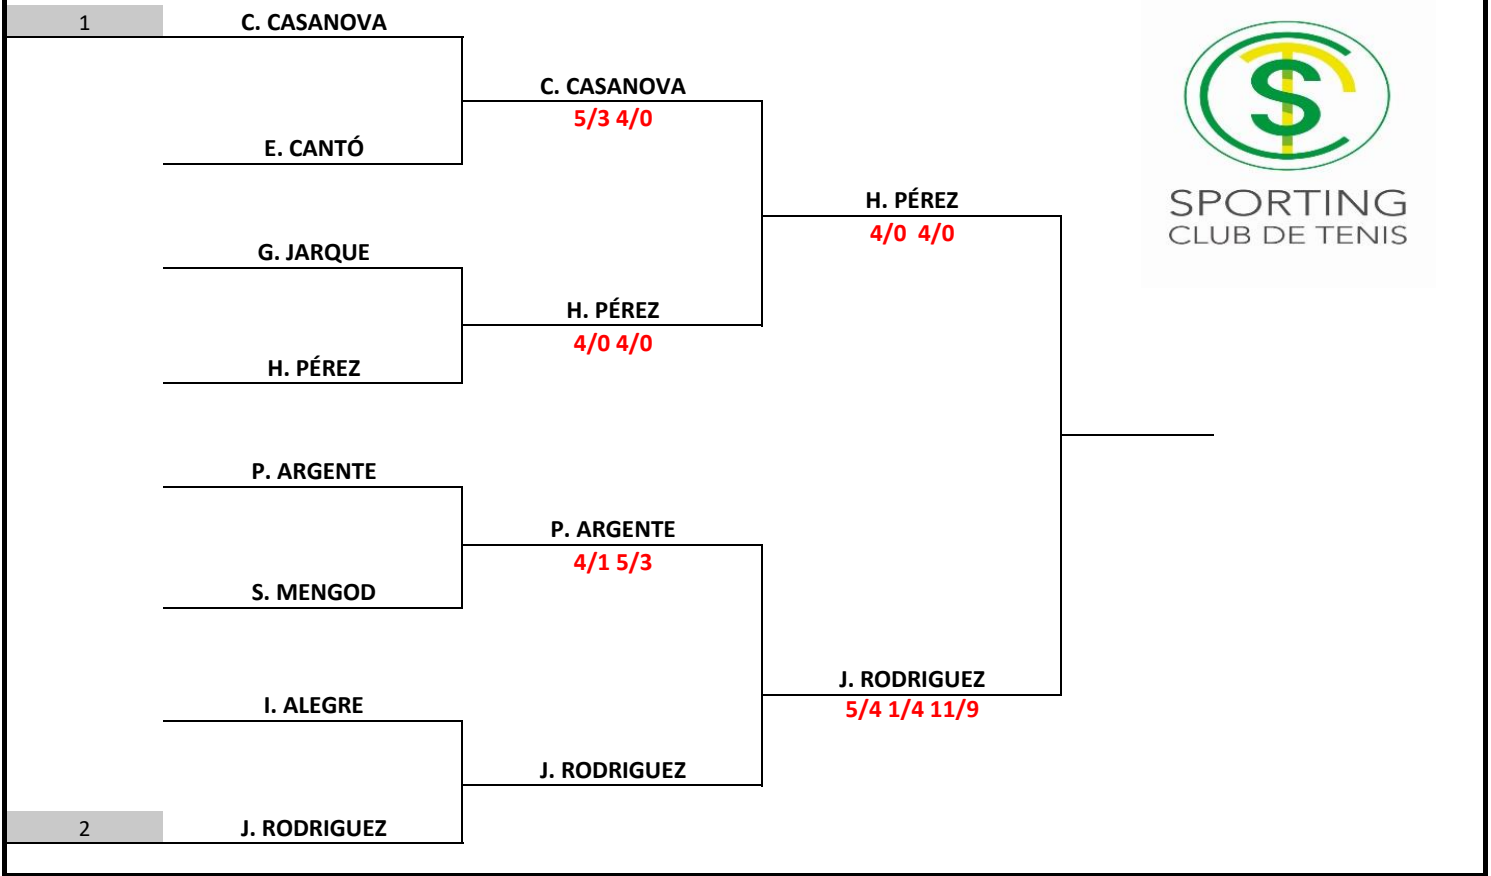 1
C. CASANOVA
C. CASANOVA
5/3 4/0
E. CANTÓ
H. PÉREZ
4/0 4/0
G. JARQUE
H. PÉREZ
4/0 4/0
H. PÉREZ
P. ARGENTE
P. ARGENTE
4/1 5/3
S. MENGOD
J. RODRIGUEZ
5/4 1/4 11/9
I. ALEGRE
J. RODRIGUEZ
2
J. RODRIGUEZ
SPORTING
CLUB DE TENIS